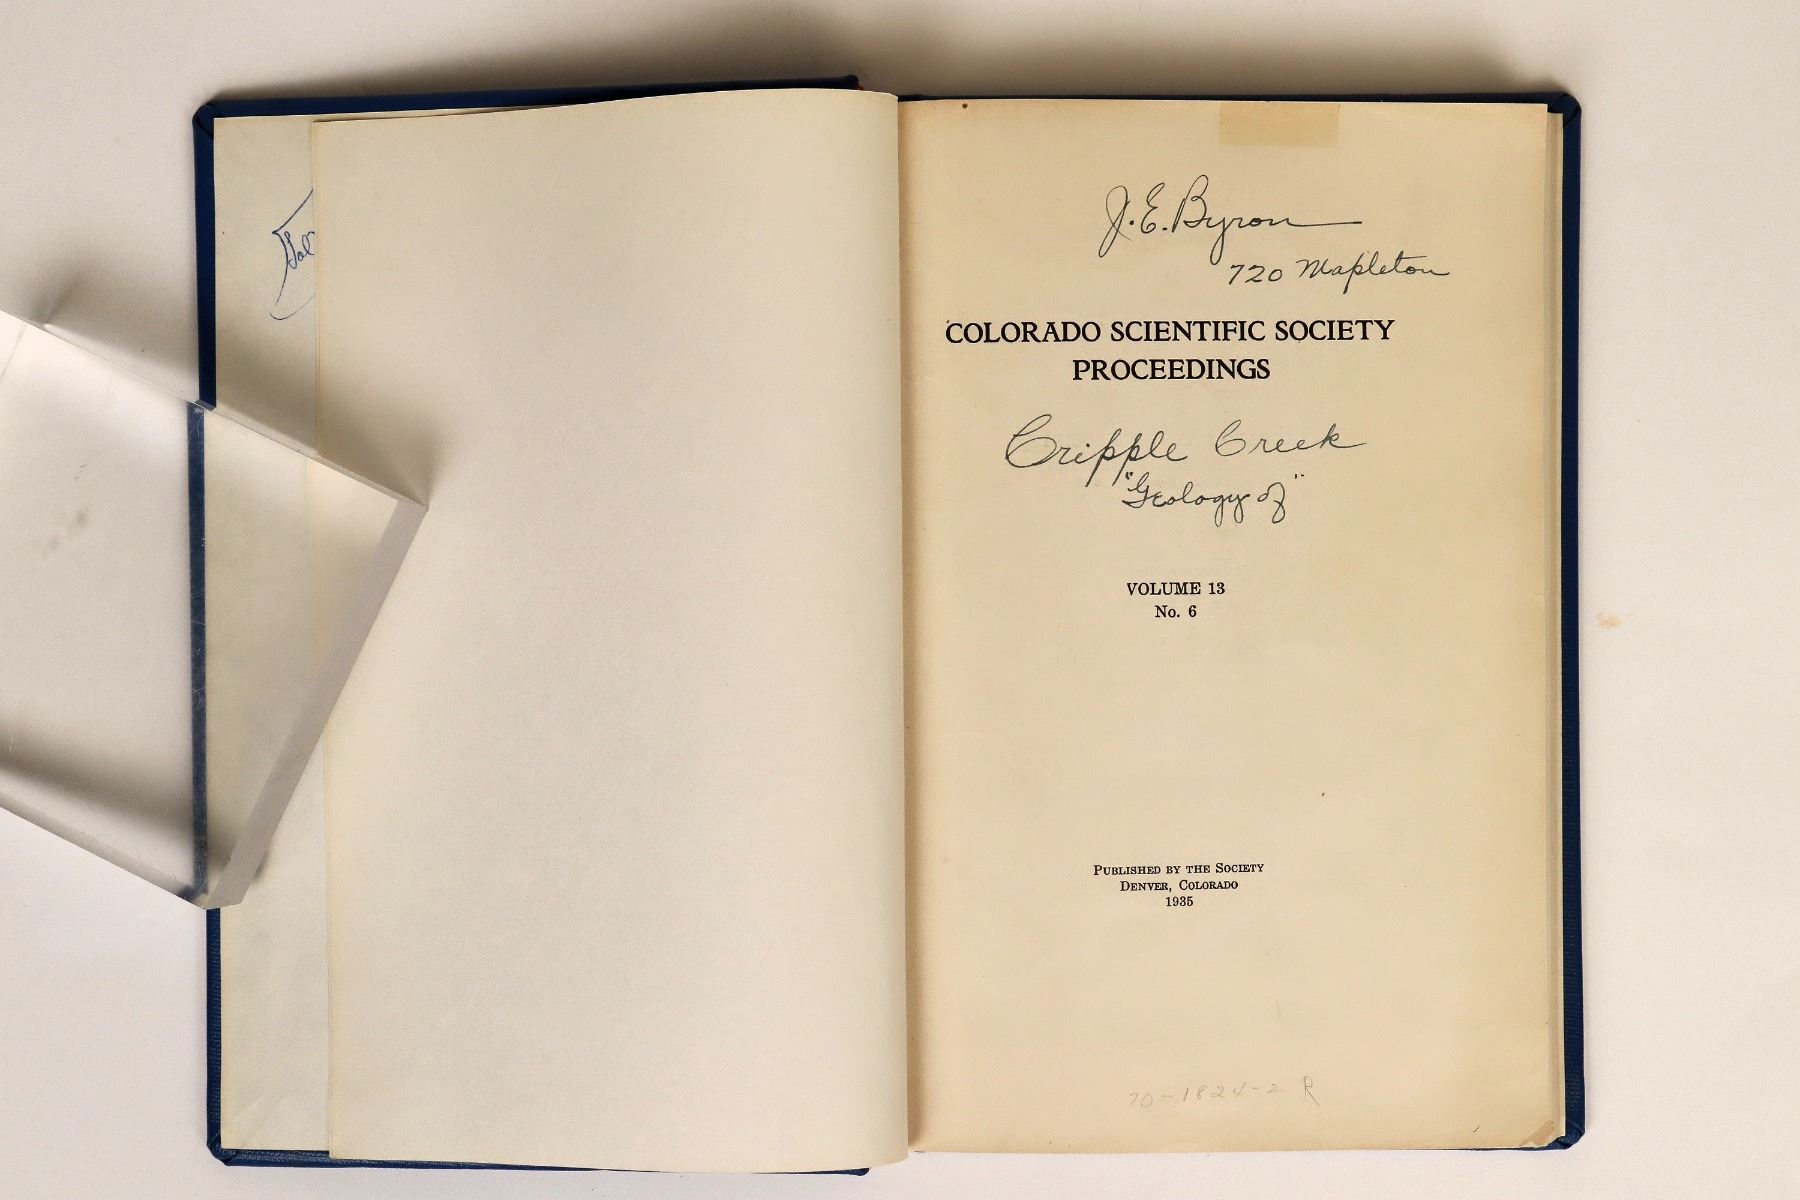 J. E. Byron
720 Mapleton
COLORADO SCIENTIFIC SOCIETY
PROCEEDINGS
Cripple Creek
"Geology of"
VOLUME 13
No. 6
PUBLISHED BY THE SOCIETY
DENVER, COLORADO
1935
70-1824-2 R